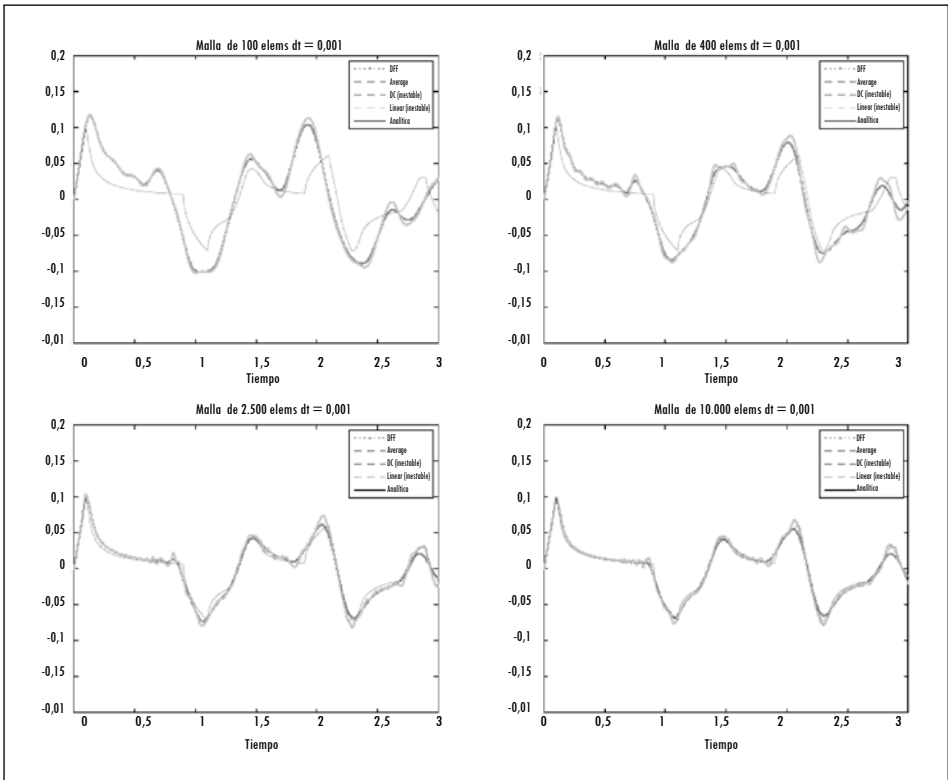 Malla de 100 elems dt = 0,001
0,2
0,15
0,1
0,05
0
-0,05
-0,1
-0,15
-0,01
DFF
Average
DC (inestable)
Linear (inestable)
Analítica
0 0,5 1 1,5 2 2,5 3
Tiempo
Malla de 400 elems dt = 0,001
0,2
0,15
0,1
0,05
0
-0,05
-0,1
-0,15
-0,01
DFF
Average
DC (inestable)
Linear (inestable)
Analítica
0 0,5 1 1,5 2 2,5 3
Tiempo
Malla de 2.500 elems dt = 0,001
0,2
0,15
0,1
0,05
0
-0,05
-0,1
-0,15
-0,01
DFF
Average
DC (inestable)
Linear (inestable)
Analítica
0 0,5 1 1,5 2 2,5 3
Tiempo
Malla de 10.000 elems dt = 0,001
0,2
0,15
0,1
0,05
0
-0,05
-0,1
-0,15
-0,01
DFF
Average
DC (inestable)
Linear (inestable)
Analítica
0 0,5 1 1,5 2 2,5 3
Tiempo